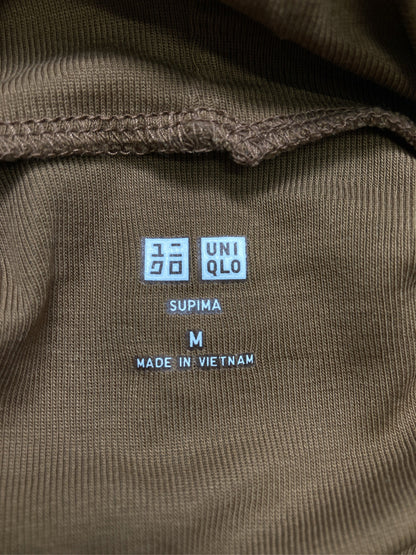 ユニ UNI
クロ QLO
SUPIMA
M
MADE IN VIETNAM